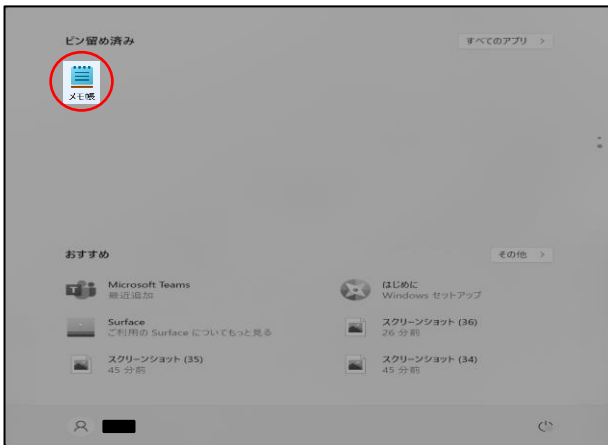 ピン留め済み
すべてのアプリ >
メモ帳
おすすめ
その他 >
Microsoft Teams
最近追加
はじめに
Windows セットアップ
Surface
ご利用の Surface についてもっと見る
スクリーンショット (36)
26 分前
スクリーンショット (35)
45 分前
スクリーンショット (34)
45 分前